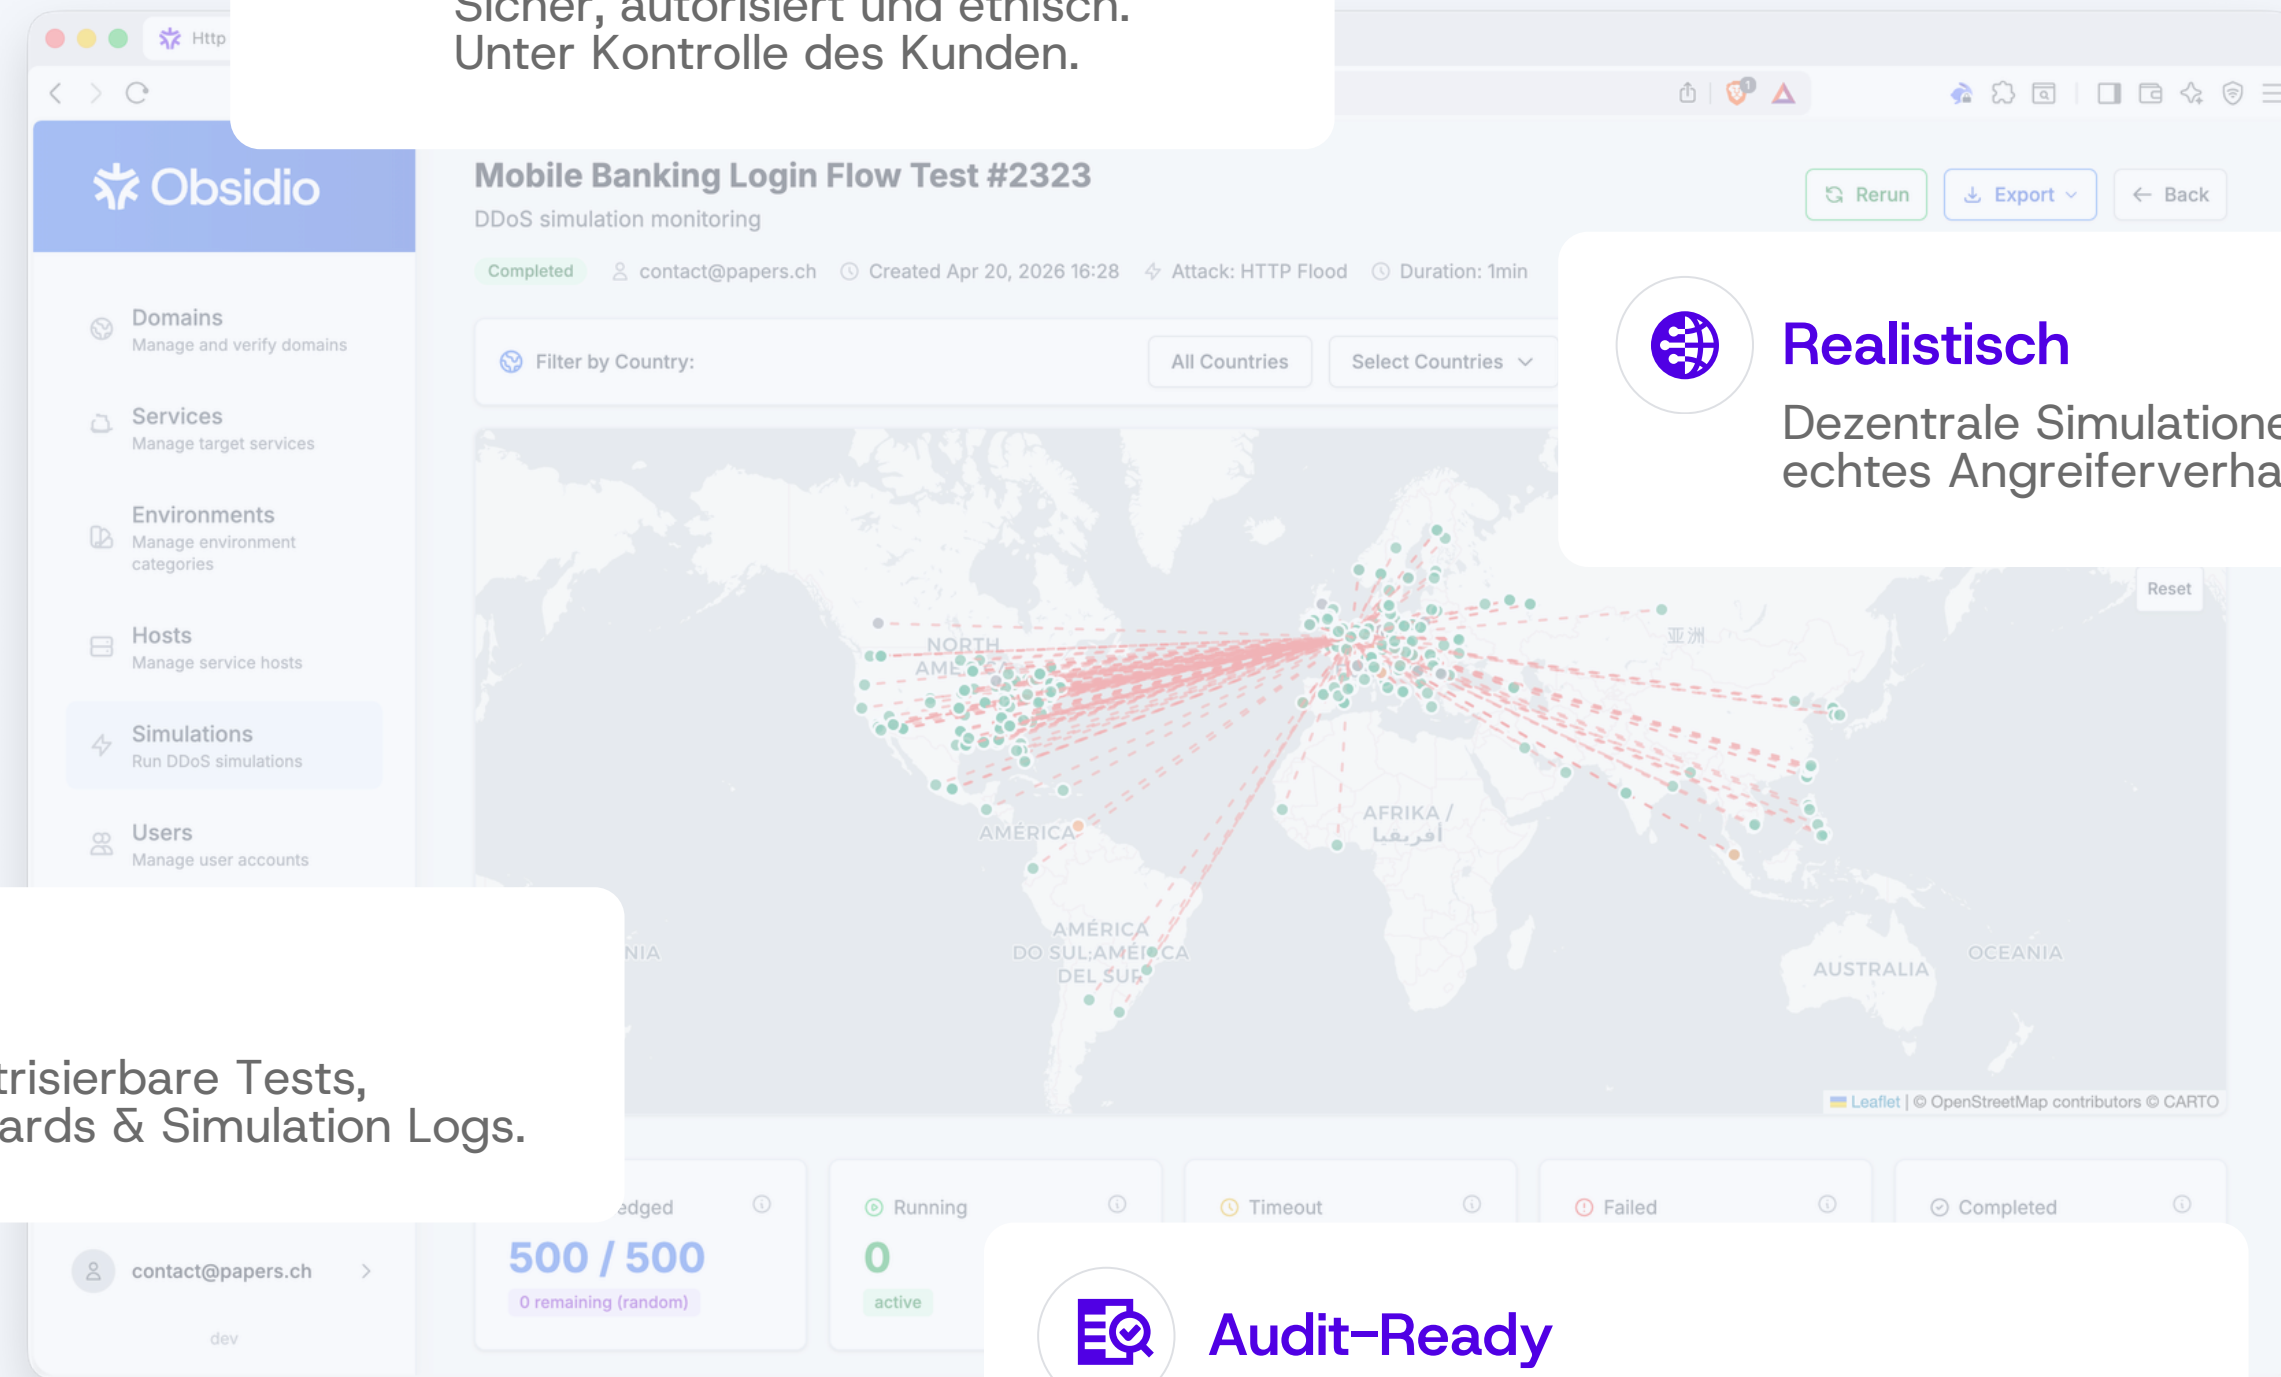 Sicher, autorisiert und ethisch.
Unter Kontrolle des Kunden.
Http
Obsidio
Domains
Manage and verify domains
Services
Manage target services
Environments
Manage environment
categories
Hosts
Manage service hosts
Simulations
Run DDoS simulations
Users
Manage user accounts
Mobile Banking Login Flow Test #2323
DDoS simulation monitoring
Rerun
Export
Back
Completed
contact@papers.ch
Created Apr 20, 2026 16:28
Attack: HTTP Flood
Duration: 1min
Filter by Country:
All Countries
Select Countries
Realistisch
Dezentrale Simulatione
echtes Angreiferverha
Reset
NORTH
亚洲
AFRIKA /
أفريقيا
AMÉRICA
AMÉRICA
DO SUL;AMÉRICA
DEL SUR
NIA
OCEANIA
AUSTRALIA
Leaflet | © OpenStreetMap contributors © CARTO
trisierbare Tests,
ards & Simulation Logs.
edged
500 / 500
0 remaining (random)
Running
0
active
Timeout
Failed
Completed
contact@papers.ch
dev
Audit-Ready